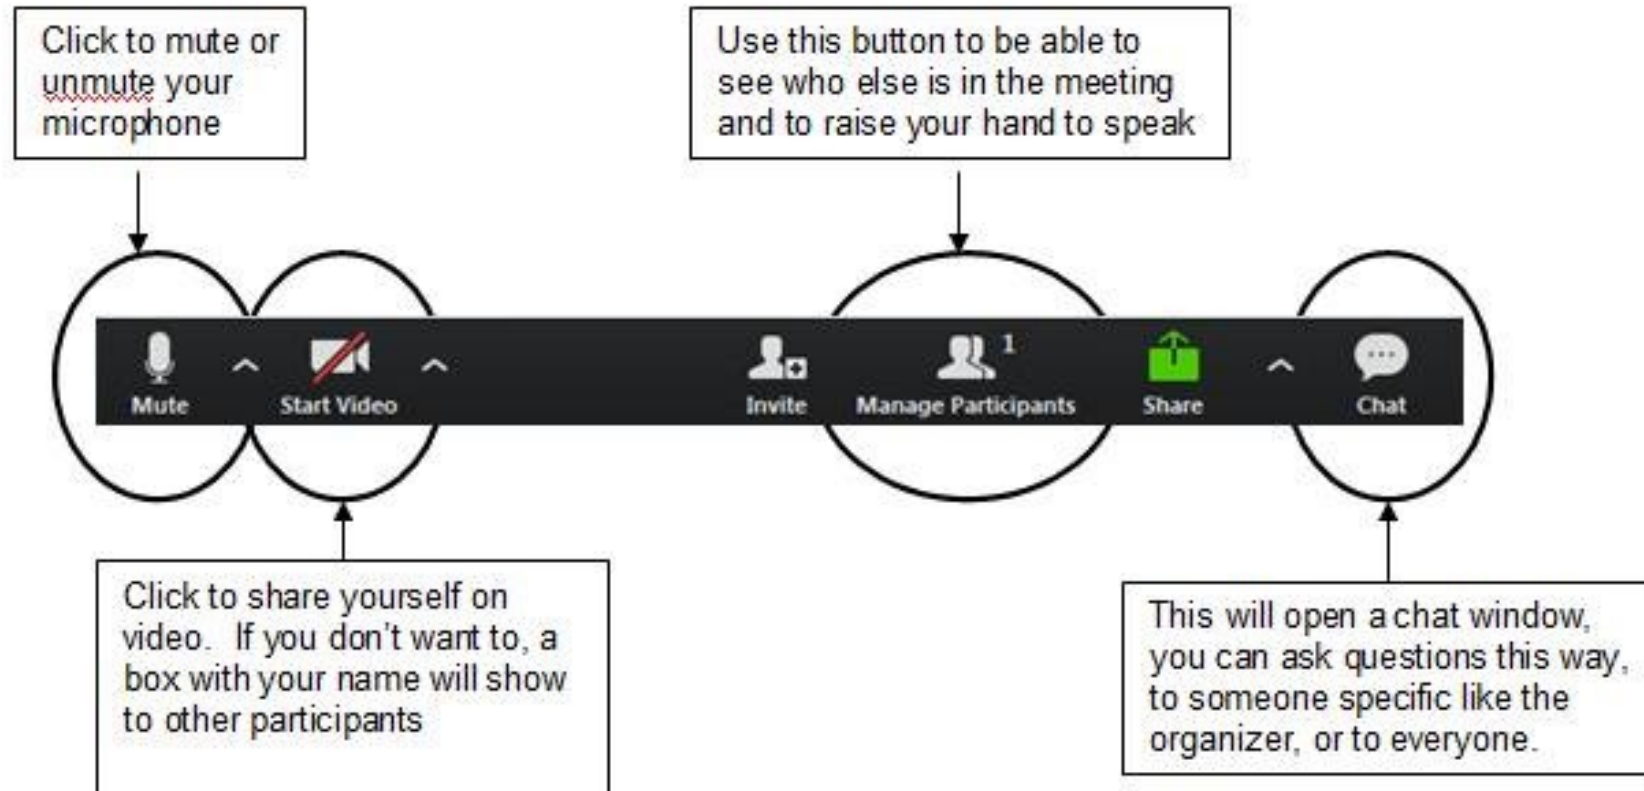 Click to mute or
unmute your
microphone
Use this button to be able to
see who else is in the meeting
and to raise your hand to speak
Mute
Start Video
Invite
Manage Participants
1
Share
Chat
Click to share yourself on
video.  If you don't want to, a
box with your name will show
to other participants
This will open a chat window,
you can ask questions this way,
to someone specific like the
organizer, or to everyone.